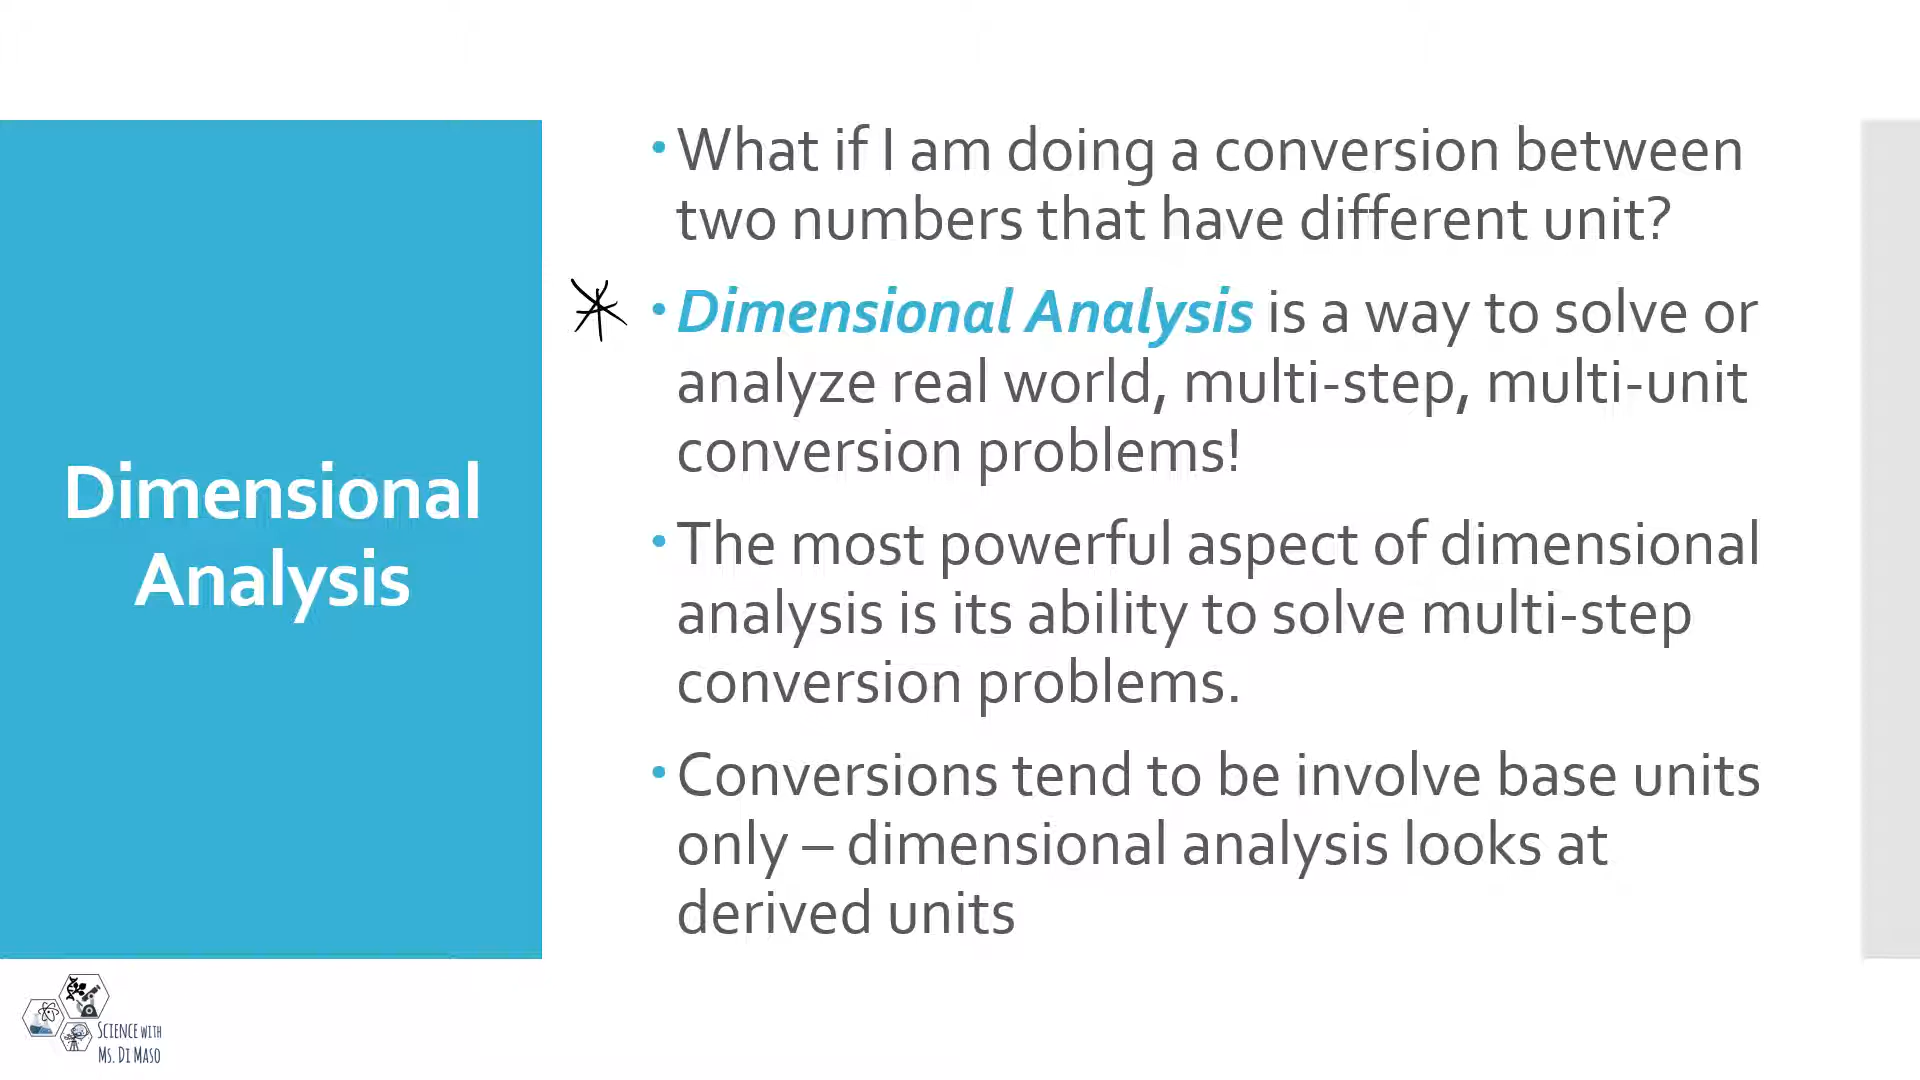 Dimensional
Analysis
• What if I am doing a conversion between
two numbers that have different unit?
• Dimensional Analysis is a way to solve or
analyze real world, multi-step, multi-unit
conversion problems!
• The most powerful aspect of dimensional
analysis is its ability to solve multi-step
conversion problems.
• Conversions tend to be involve base units
only – dimensional analysis looks at
derived units
SCIENCE WITH
MS. DI MASO